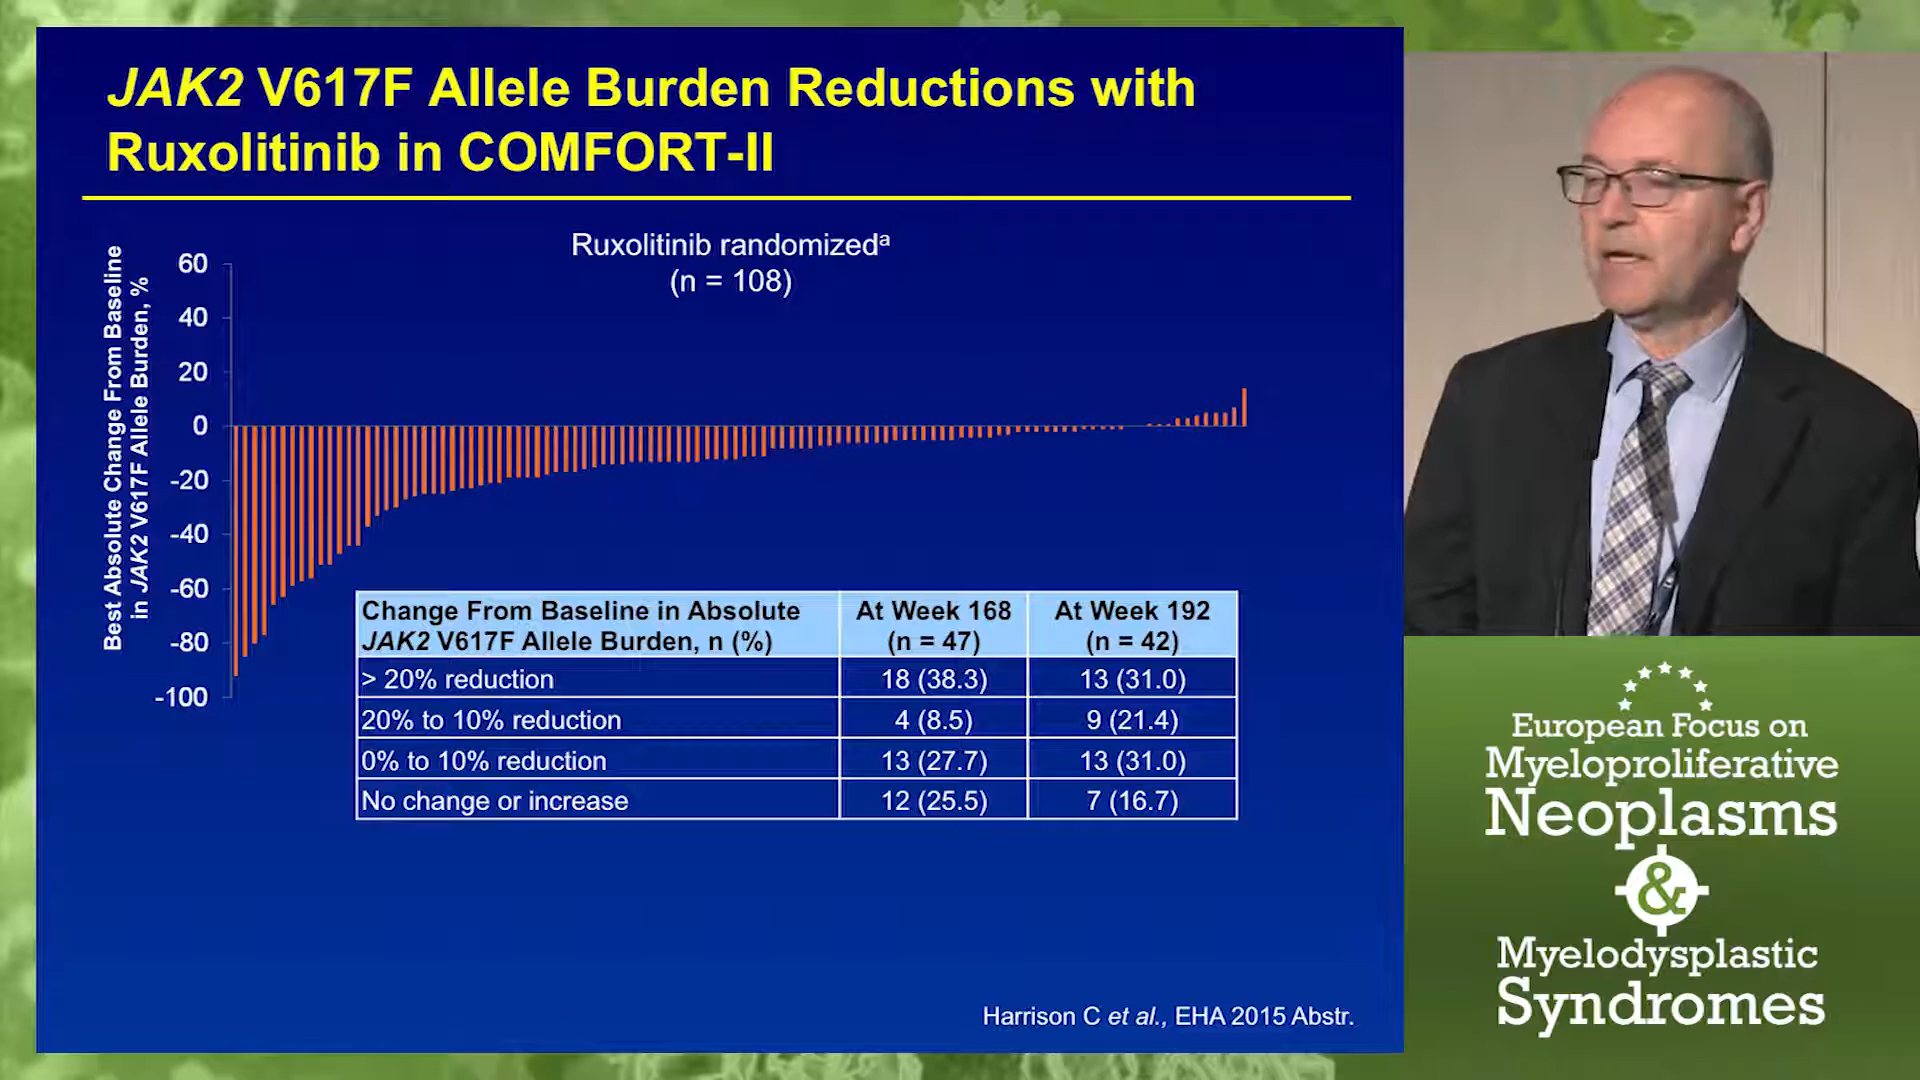 JAK2 V617F Allele Burden Reductions with
Ruxolitinib in COMFORT-II
Ruxolitinib randomizedª
(n = 108)
Best Absolute Change From Baseline
in JAK2 V617F Allele Burden, %
60
40
20
0
-20
-40
-60
-80
-100
Change From Baseline in Absolute
JAK2 V617F Allele Burden, n (%)
At Week 168
(n = 47)
At Week 192
(n = 42)
> 20% reduction 18 (38.3) 13 (31.0)
20% to 10% reduction 4 (8.5) 9 (21.4)
0% to 10% reduction 13 (27.7) 13 (31.0)
No change or increase 12 (25.5) 7 (16.7)
Harrison C et al., EHA 2015 Abstr.
European Focus on
Myeloproliferative
Neoplasms
&
Myelodysplastic
Syndromes